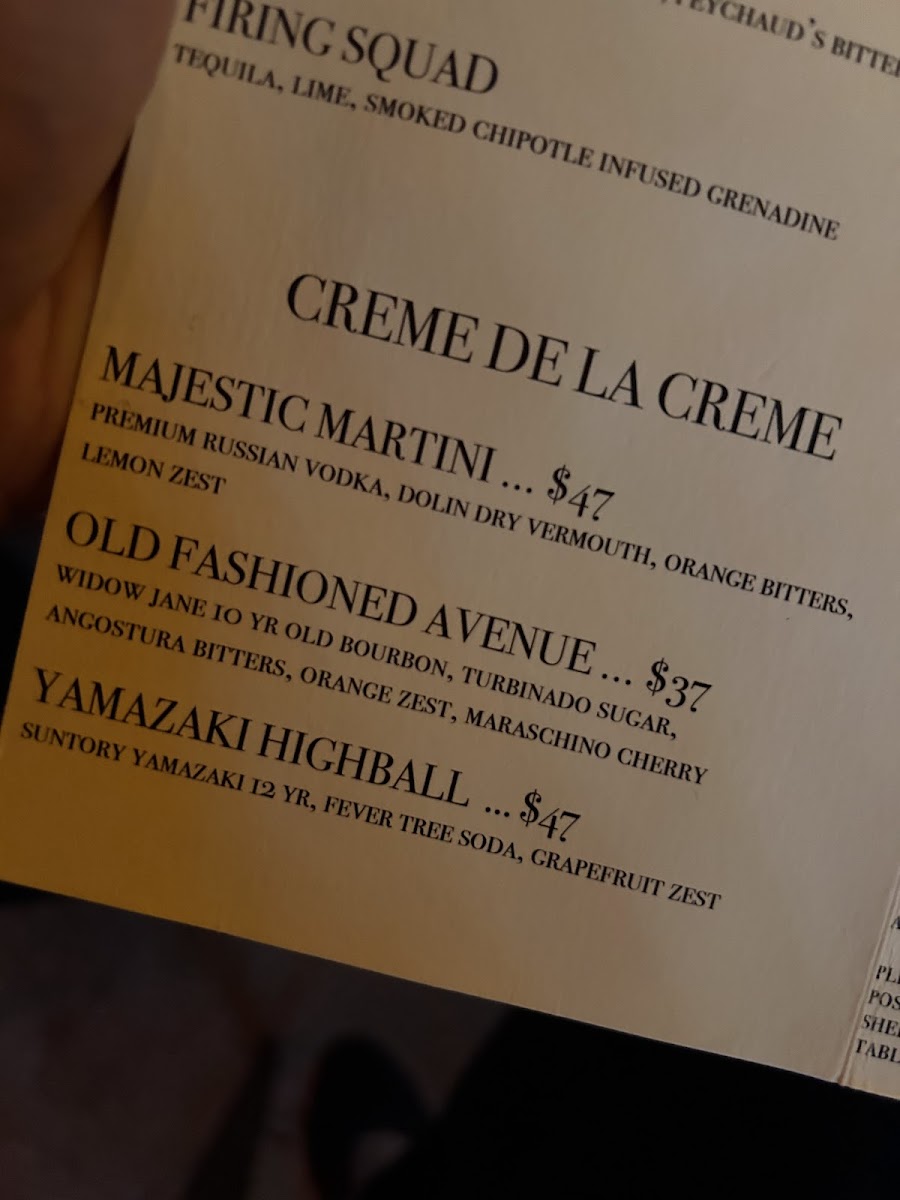 PEYCHAUD'S
FIRING SQUAD
TEQUILA, LIME, SMOKED CHIPOTLE INFUSED GRENADINE
CREME DE LA CREME
MAJESTIC MARTINI ... $47
PREMIUM RUSSIAN VODKA, DOLIN DRY VERMOUTH, ORANGE BITTERS,
LEMON ZEST
OLD FASHIONED AVENUE ... $37
WIDOW JANE 10 YR OLD BOURBON, TURBINADO SUGAR,
ANGOSTURA BITTERS, ORANGE ZEST, MARASCHINO CHERRY
YAMAZAKI HIGHBALL ... $47
SUNTORY YAMAZAKI 12 YR, FEVER TREE SODA, GRAPEFRUIT ZEST